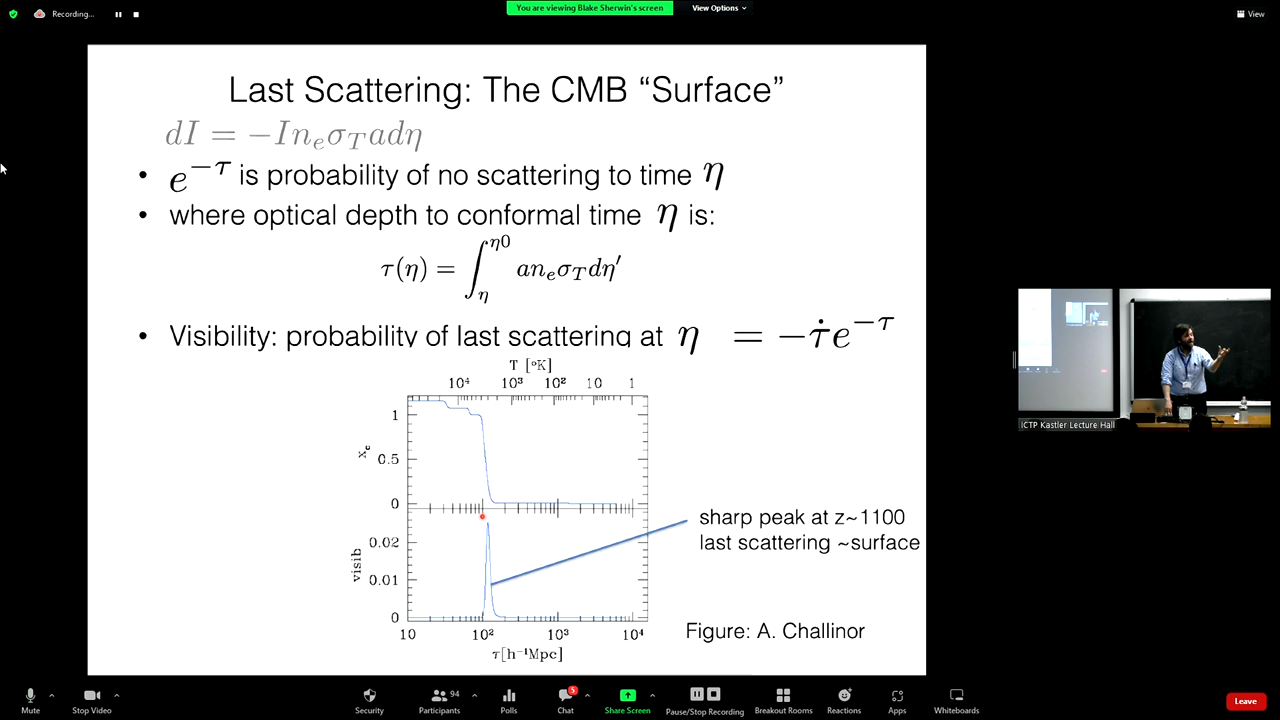 Recording...
You are viewing Blake Sherwin's screen
View Options
View
Last Scattering: The CMB “Surface”
dI = −In_eσ_T adη
• e^{−τ} is probability of no scattering to time η
• where optical depth to conformal time η is:
τ(η) = ∫_η^{η0} an_eσ_T dη′
• Visibility: probability of last scattering at η = −τ̇e^{−τ}
T [°K]
10⁴ 10³ 10² 10 1
1
x_e
0.5
0
0.02
visib
0.01
0
10 10² 10³ 10⁴
τ[h⁻¹Mpc]
sharp peak at z~1100
last scattering ~surface
Figure: A. Challinor
ICTP Kastler Lecture Hall
Mute
Stop Video
Security
94
Participants
Polls
5
Chat
Share Screen
Pause/Stop Recording
Breakout Rooms
Reactions
Apps
Whiteboards
Leave